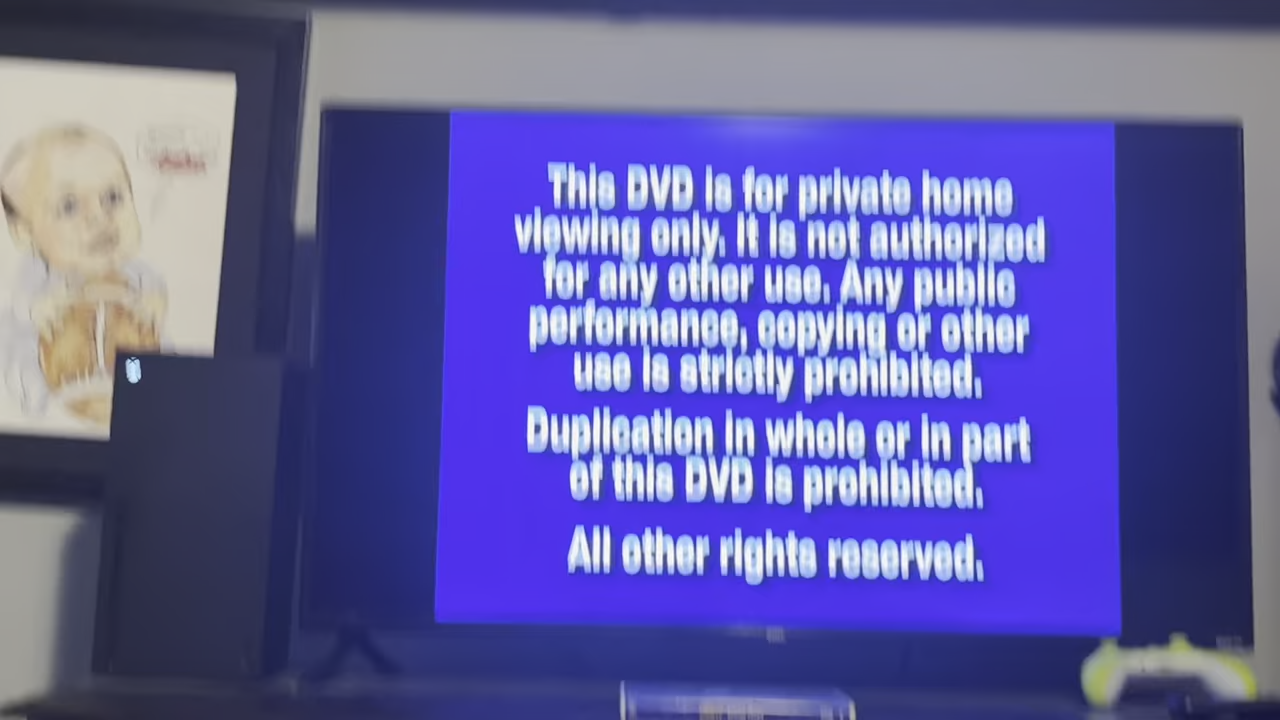 This DVD is for private home
viewing only. It is not authorized
for any other use. Any public
performance, copying or other
use is strictly prohibited.
Duplication in whole or in part
of this DVD is prohibited.
All other rights reserved.